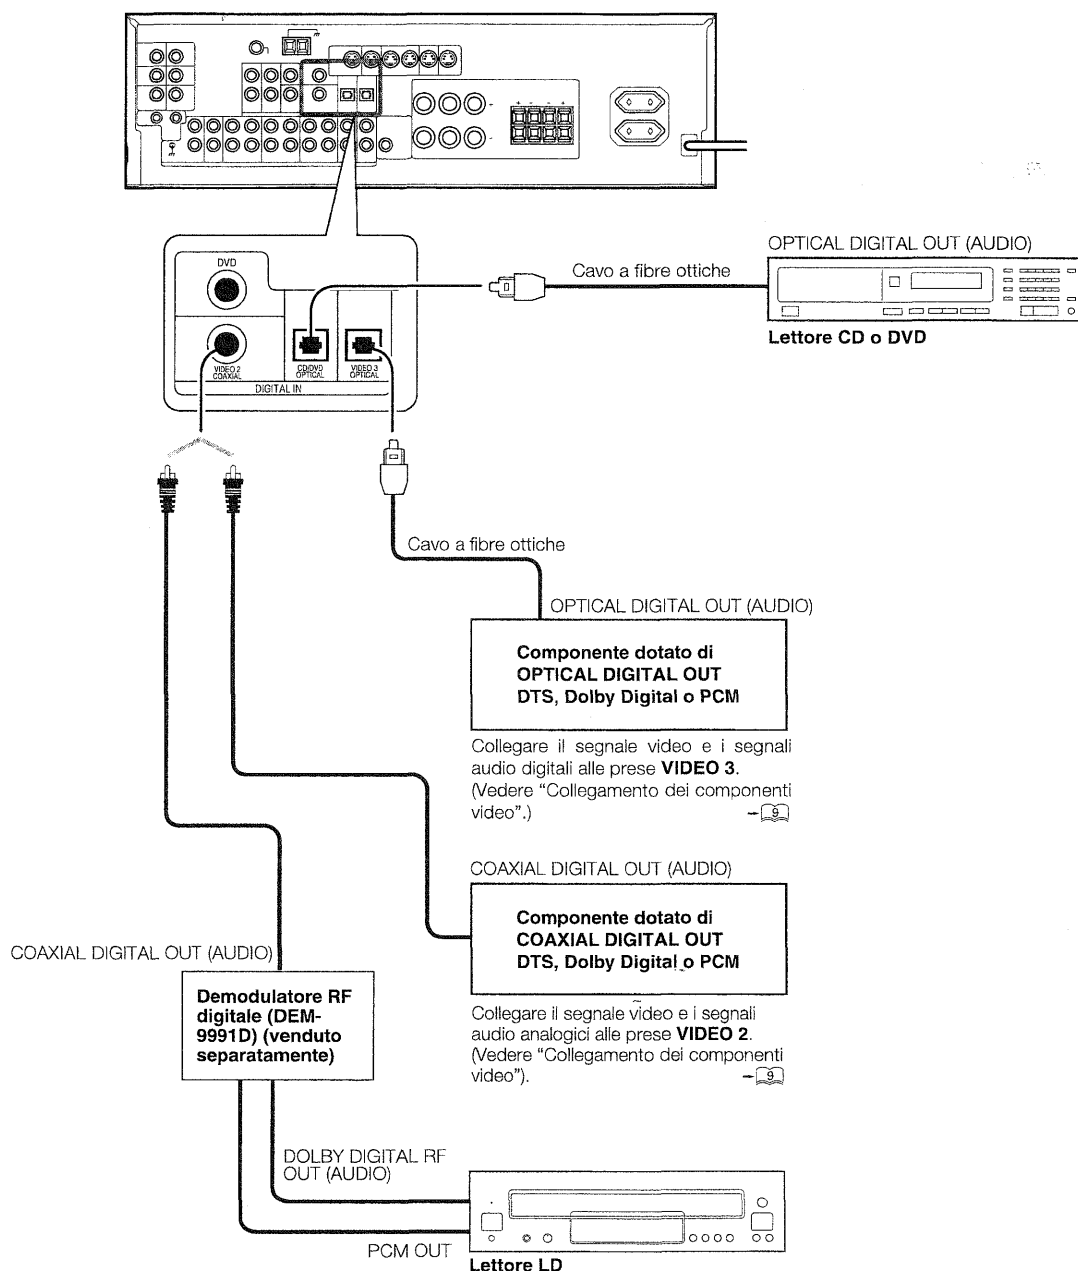 OPTICAL DIGITAL OUT (AUDIO)
DVD
Cavo a fibre ottiche
Lettore CD o DVD
VIDEO 2
COAXIAL
CD/DVD
OPTICAL
VIDEO 3
OPTICAL
DIGITAL IN
Cavo a fibre ottiche
OPTICAL DIGITAL OUT (AUDIO)
Componente dotato di
OPTICAL DIGITAL OUT
DTS, Dolby Digital o PCM
Collegare il segnale video e i segnali
audio digitali alle prese VIDEO 3.
(Vedere “Collegamento dei componenti
video”.)
9
COAXIAL DIGITAL OUT (AUDIO)
Componente dotato di
COAXIAL DIGITAL OUT
DTS, Dolby Digital o PCM
Collegare il segnale video e i segnali
audio analogici alle prese VIDEO 2.
(Vedere “Collegamento dei componenti
video”).
9
COAXIAL DIGITAL OUT (AUDIO)
Demodulatore RF
digitale (DEM-
9991D) (venduto
separatamente)
DOLBY DIGITAL RF
OUT (AUDIO)
PCM OUT
Lettore LD